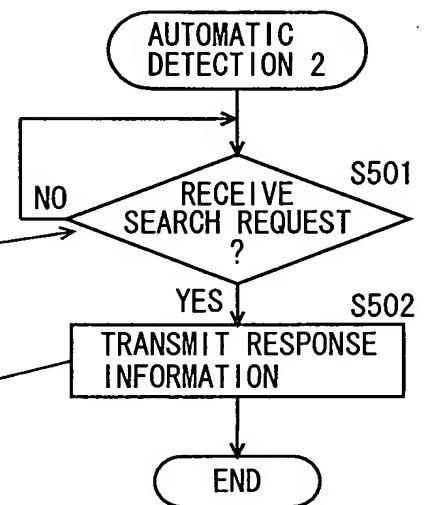 AUTOMATIC
DETECTION 2
S501
NO
RECEIVE
SEARCH REQUEST
?
YES
S502
TRANSMIT RESPONSE
INFORMATION
END